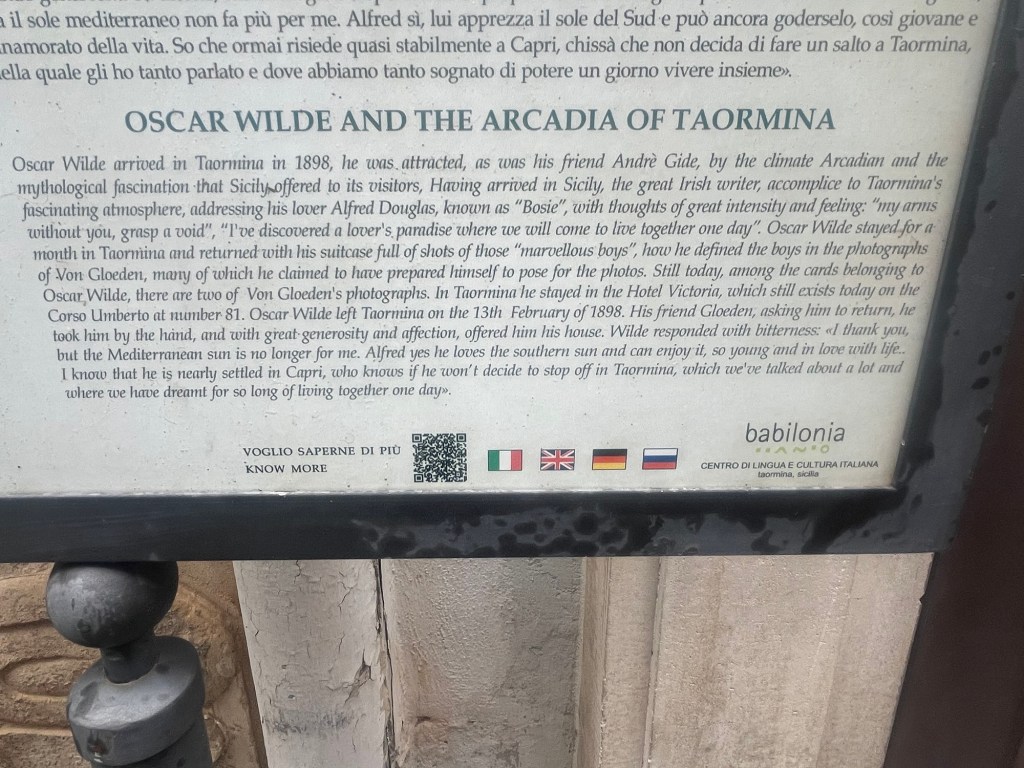 a il sole mediterraneo non fa più per me. Alfred sì, lui apprezza il sole del Sud e può ancora goderselo, così giovane e
namorato della vita. So che ormai risiede quasi stabilmente a Capri, chissà che non decida di fare un salto a Taormina,
ella quale gli ho tanto parlato e dove abbiamo tanto sognato di potere un giorno vivere insieme».
OSCAR WILDE AND THE ARCADIA OF TAORMINA
Oscar Wilde arrived in Taormina in 1898, he was attracted, as was his friend Andrè Gide, by the climate Arcadian and the
mythological fascination that Sicily offered to its visitors, Having arrived in Sicily, the great Irish writer, accomplice to Taormina's
fascinating atmosphere, addressing his lover Alfred Douglas, known as "Bosie", with thoughts of great intensity and feeling: "my arms
without you, grasp a void", "I've discovered a lover's paradise where we will come to live together one day". Oscar Wilde stayed for a
month in Taormina and returned with his suitcase full of shots of those "marvellous boys", how he defined the boys in the photographs
of Von Gloeden, many of which he claimed to have prepared himself to pose for the photos. Still today, among the cards belonging to
Oscar Wilde, there are two of Von Gloeden's photographs. In Taormina he stayed in the Hotel Victoria, which still exists today on the
Corso Umberto at number 81. Oscar Wilde left Taormina on the 13th February of 1898. His friend Gloeden, asking him to return, he
took him by the hand, and with great generosity and affection, offered him his house. Wilde responded with bitterness: «I thank you,
but the Mediterranean sun is no longer for me. Alfred yes he loves the southern sun and can enjoy it, so young and in love with life..
I know that he is nearly settled in Capri, who knows if he won't decide to stop off in Taormina, which we've talked about a lot and
where we have dreamt for so long of living together one day».
VOGLIO SAPERNE DI PIÙ
KNOW MORE
babilonia
CENTRO DI LINGUA E CULTURA ITALIANA
taormina, sicilia